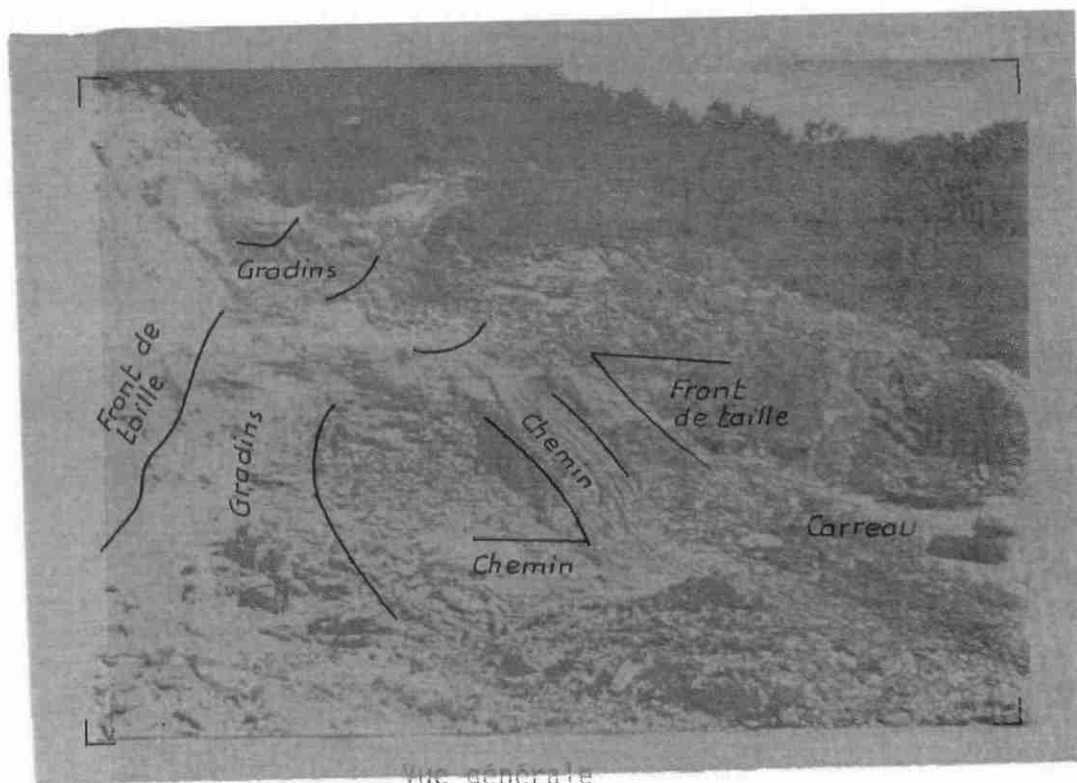 Gradins
Front de
taille
Gradins
Chemin
Front
de taille
Chemin
Carreau
Vue générale